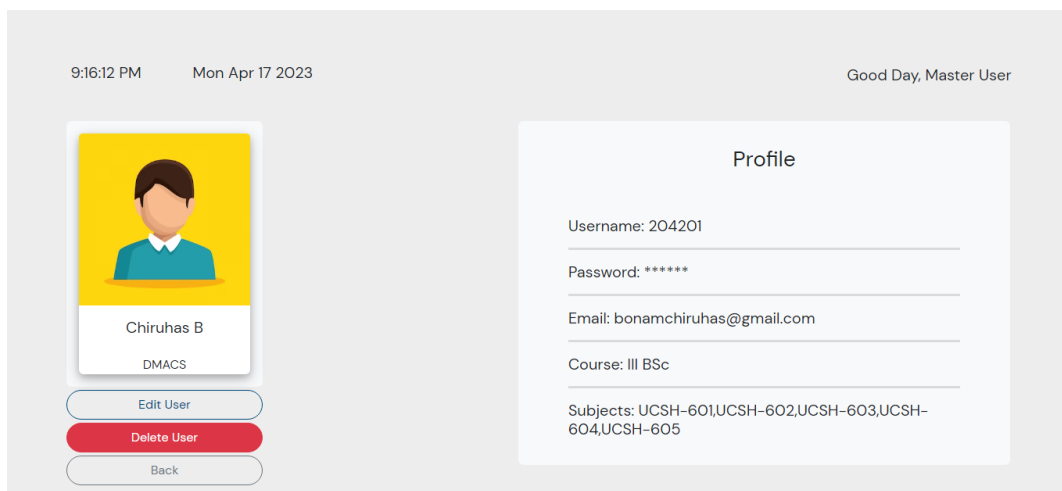 9:16:12 PM Mon Apr 17 2023
Good Day, Master User
Chiruhas B
DMACS
Edit User
Delete User
Back
Profile
Username: 204201
Password: ******
Email: bonamchiruhas@gmail.com
Course: III BSc
Subjects: UCSH-601,UCSH-602,UCSH-603,UCSH-
604,UCSH-605